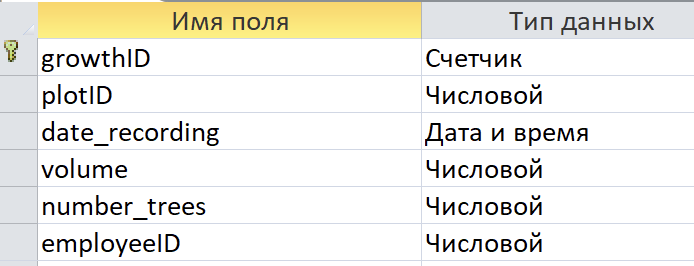 Имя поля Тип данных
growthID Счетчик
plotID Числовой
date_recording Дата и время
volume Числовой
number_trees Числовой
employeeID Числовой